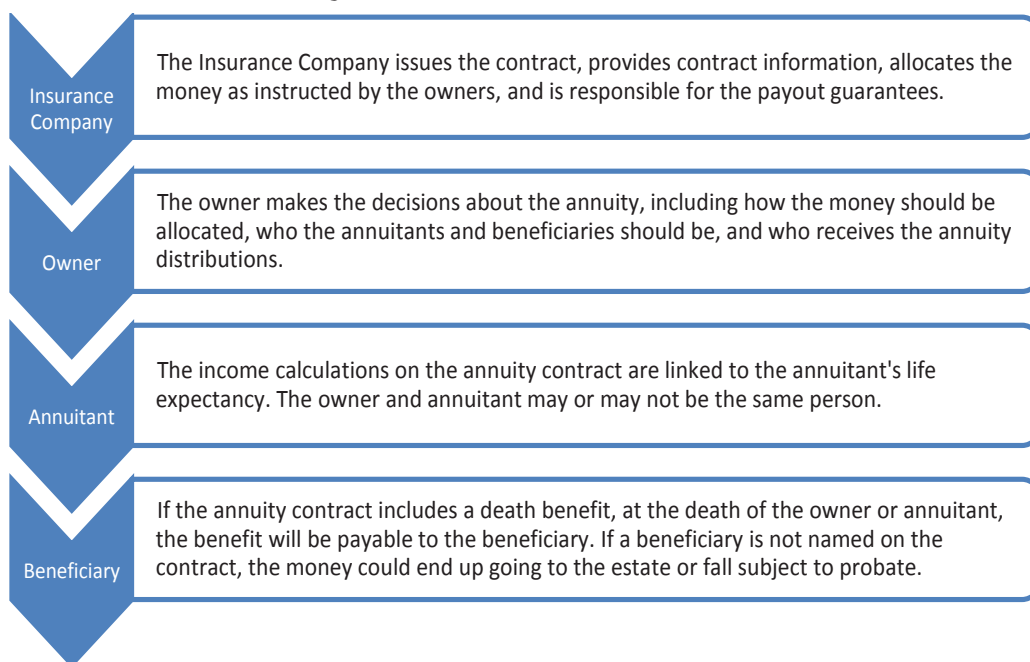 Insurance
Company
The Insurance Company issues the contract, provides contract information, allocates the
money as instructed by the owners, and is responsible for the payout guarantees.
Owner
The owner makes the decisions about the annuity, including how the money should be
allocated, who the annuitants and beneficiaries should be, and who receives the annuity
distributions.
Annuitant
The income calculations on the annuity contract are linked to the annuitant's life
expectancy. The owner and annuitant may or may not be the same person.
Beneficiary
If the annuity contract includes a death benefit, at the death of the owner or annuitant,
the benefit will be payable to the beneficiary. If a beneficiary is not named on the
contract, the money could end up going to the estate or fall subject to probate.